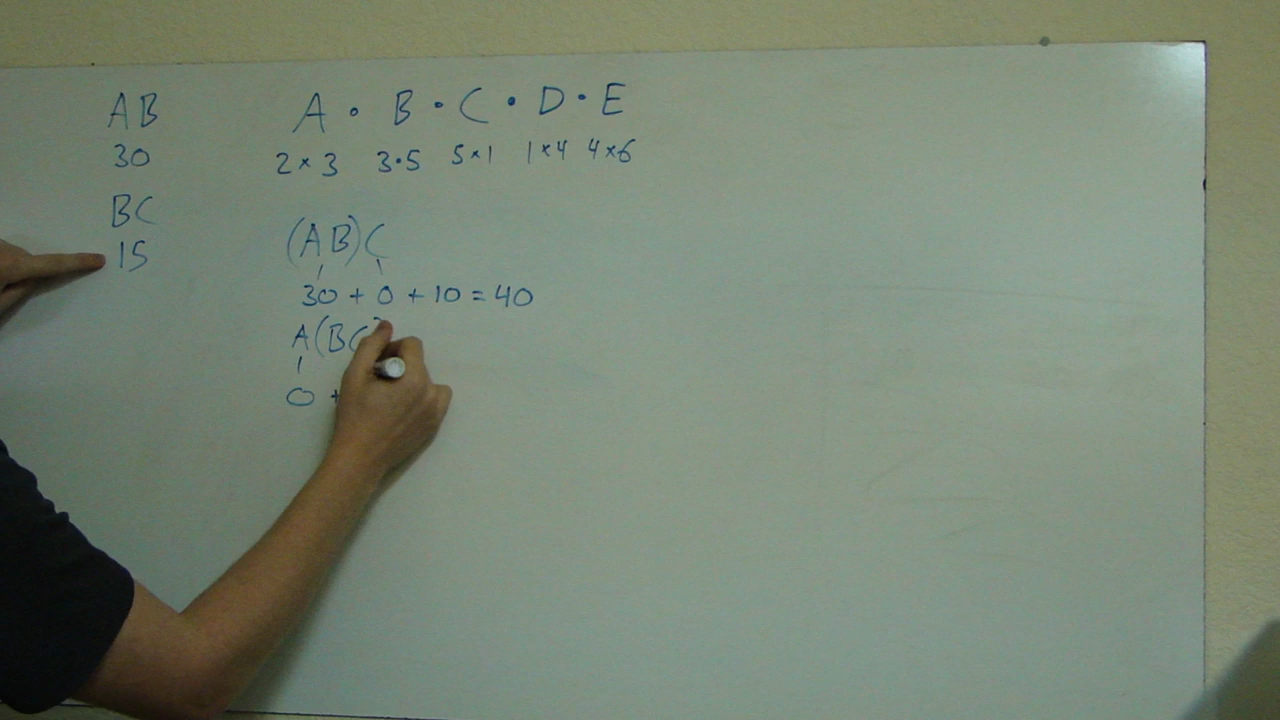 AB
30
BC
15
A • B • C • D • E
2×3 3•5 5×1 1×4 4×6
(AB)C
30 + 0 + 10 = 40
A(BC)
0 +